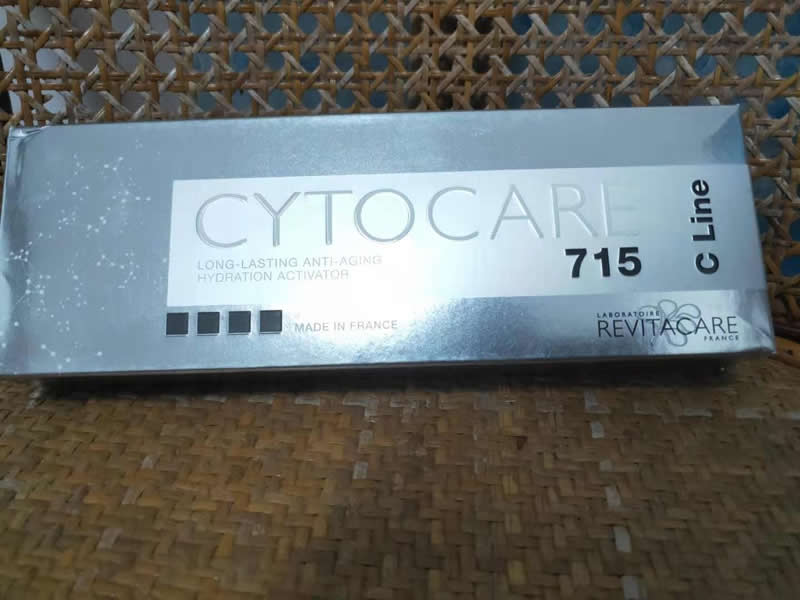 CYTOCARE
LONG-LASTING ANTI-AGING
HYDRATION ACTIVATOR
715
C Line
MADE IN FRANCE
LABORATOIRE
REVITACARE
FRANCE